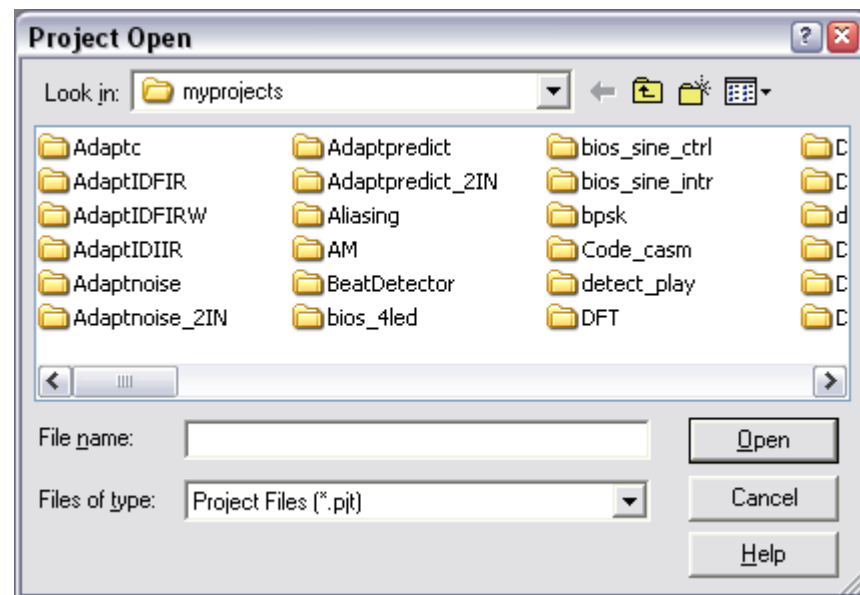 Project Open
Look in: myprojects
Adaptc Adaptpredict bios_sine_ctrl
AdaptIDFIR Adaptpredict_2IN bios_sine_intr
AdaptIDFIRW Aliasing bpsk
AdaptIDIIR AM Code_casm
Adaptnoise BeatDetector detect_play
Adaptnoise_2IN bios_4led DFT
File name:
Open
Files of type: Project Files (*.pjt)
Cancel
Help